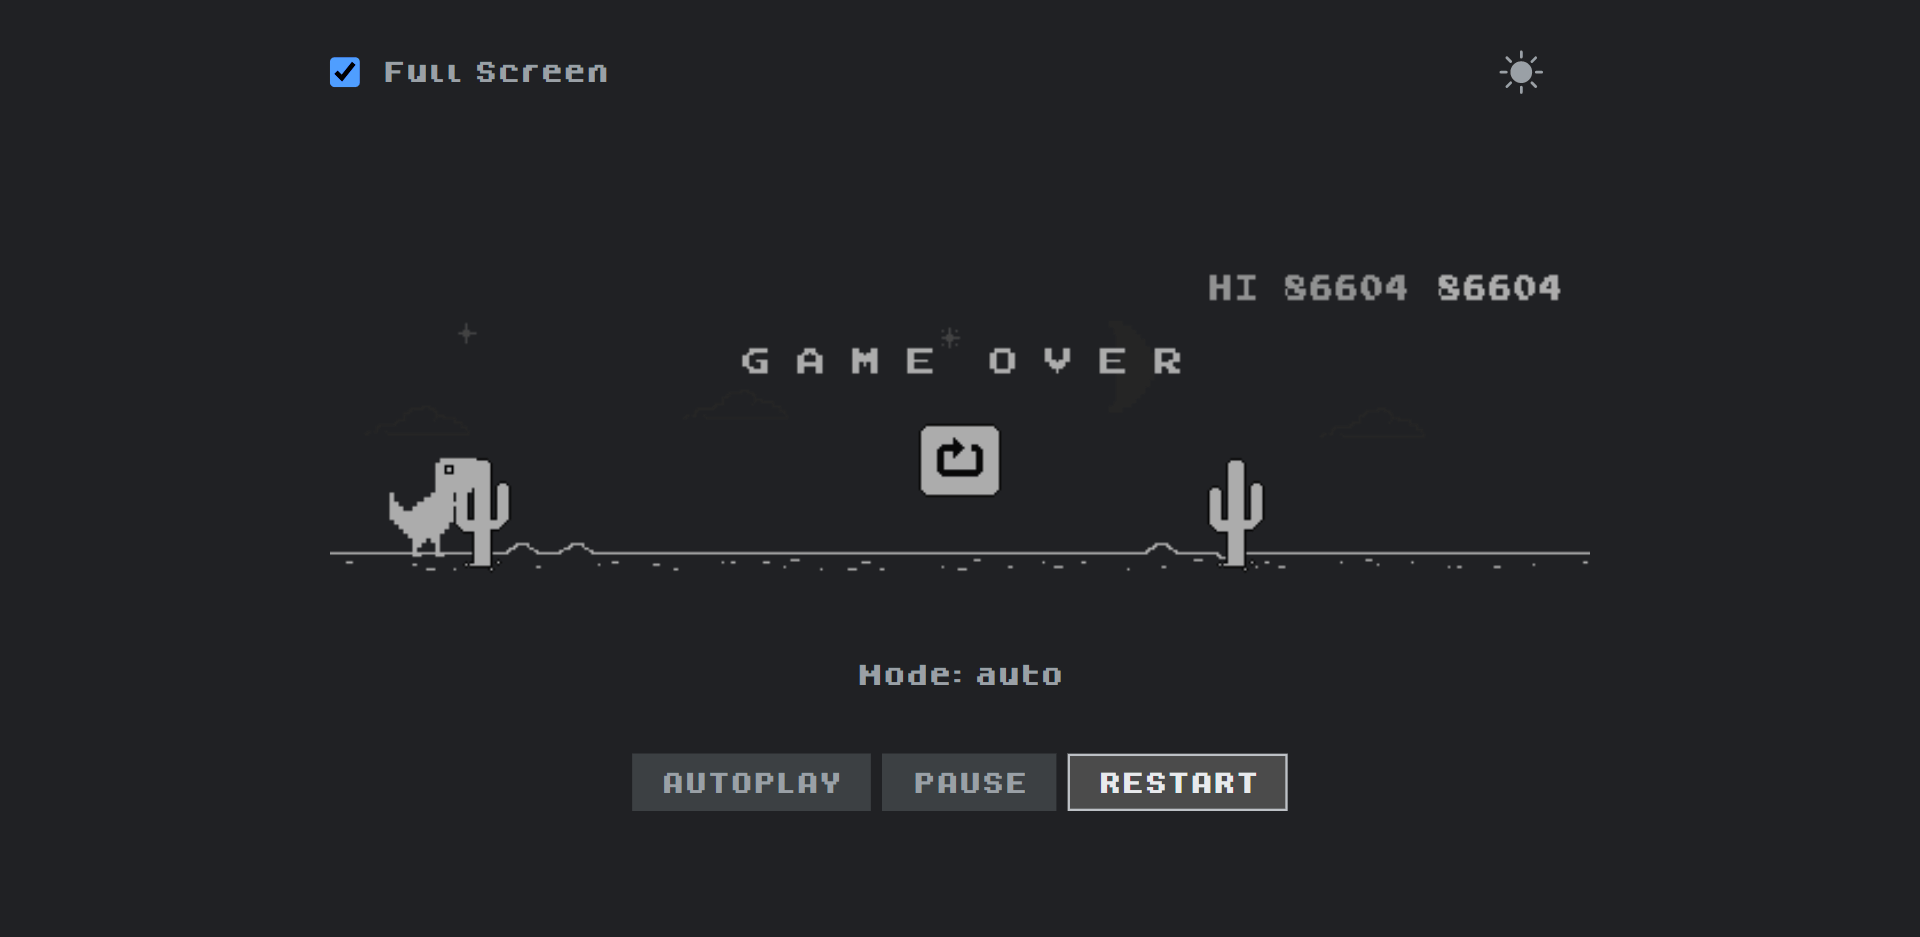 Full Screen
HI 86604 86604
GAME OVER
Mode: auto
AUTOPLAY PAUSE RESTART